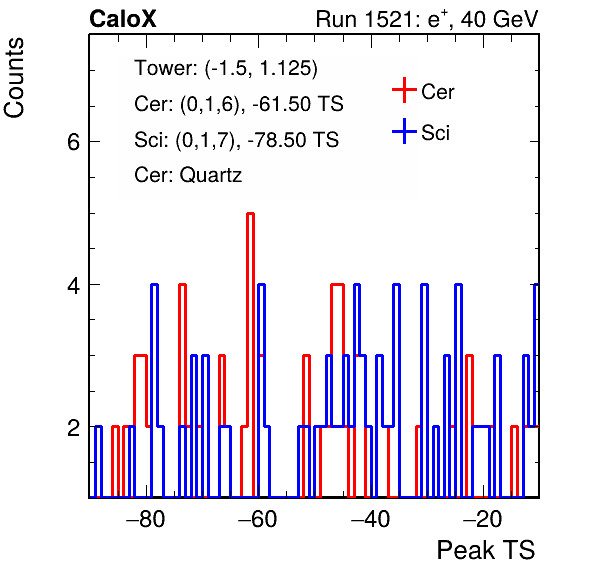 CaloX Run 1521: e+, 40 GeV
Counts
Tower: (-1.5, 1.125)
Cer: (0,1,6), -61.50 TS
Sci: (0,1,7), -78.50 TS
Cer: Quartz
Cer
Sci
6
4
2
−80 −60 −40 −20
Peak TS